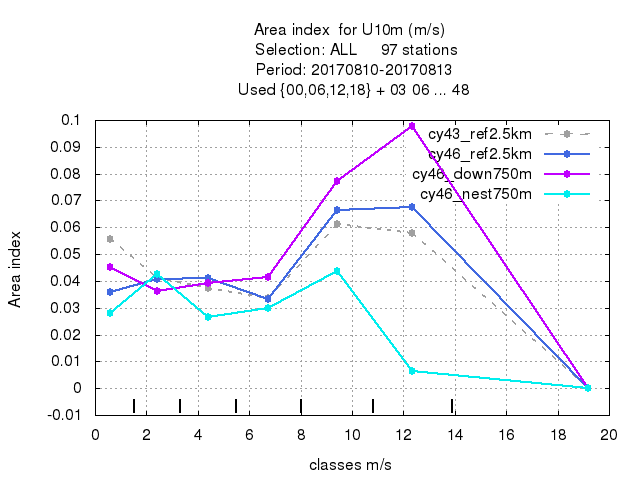 Area index for U10m (m/s)
Selection: ALL 97 stations
Period: 20170810-20170813
Used {00,06,12,18} + 03 06 ... 48
cy43_ref2.5km
cy46_ref2.5km
cy46_down750m
cy46_nest750m
0.1
0.09
0.08
0.07
0.06
0.05
0.04
0.03
0.02
0.01
0
-0.01
Area index
0 2 4 6 8 10 12 14 16 18 20
classes m/s